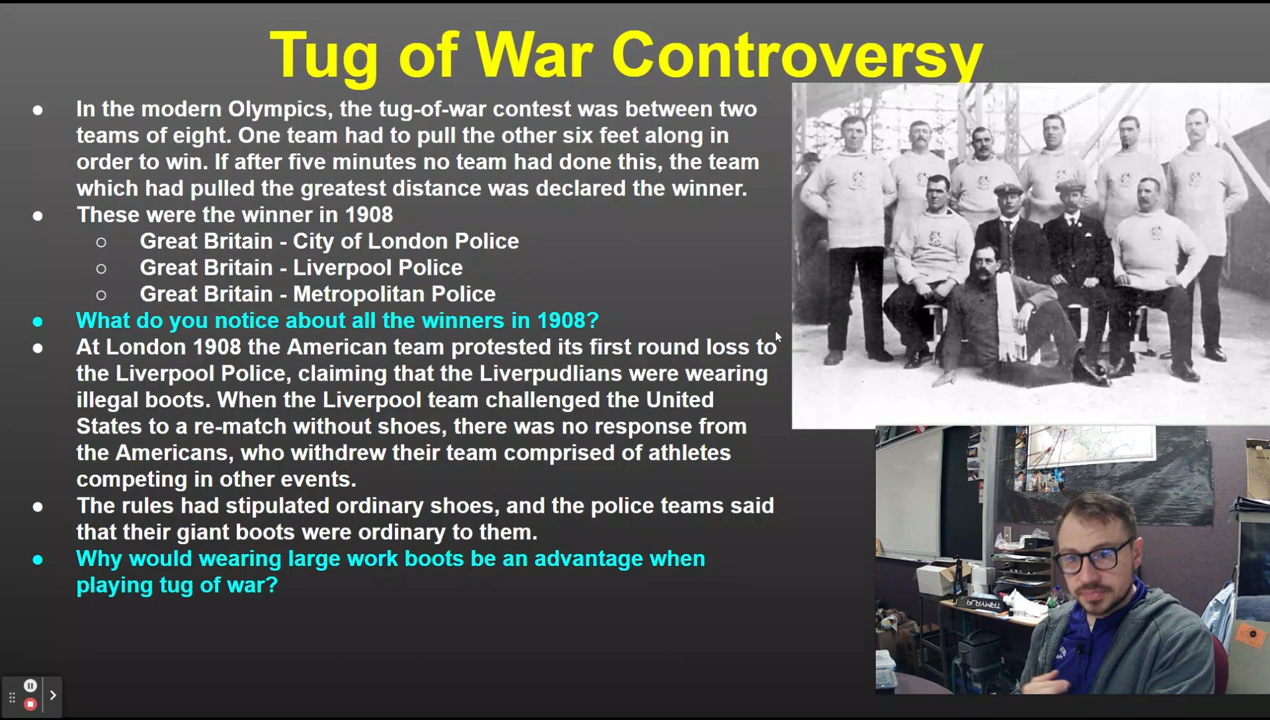 Tug of War Controversy
● In the modern Olympics, the tug-of-war contest was between two
teams of eight. One team had to pull the other six feet along in
order to win. If after five minutes no team had done this, the team
which had pulled the greatest distance was declared the winner.
● These were the winner in 1908
○ Great Britain - City of London Police
○ Great Britain - Liverpool Police
○ Great Britain - Metropolitan Police
● What do you notice about all the winners in 1908?
● At London 1908 the American team protested its first round loss to
the Liverpool Police, claiming that the Liverpudlians were wearing
illegal boots. When the Liverpool team challenged the United
States to a re-match without shoes, there was no response from
the Americans, who withdrew their team comprised of athletes
competing in other events.
● The rules had stipulated ordinary shoes, and the police teams said
that their giant boots were ordinary to them.
● Why would wearing large work boots be an advantage when
playing tug of war?